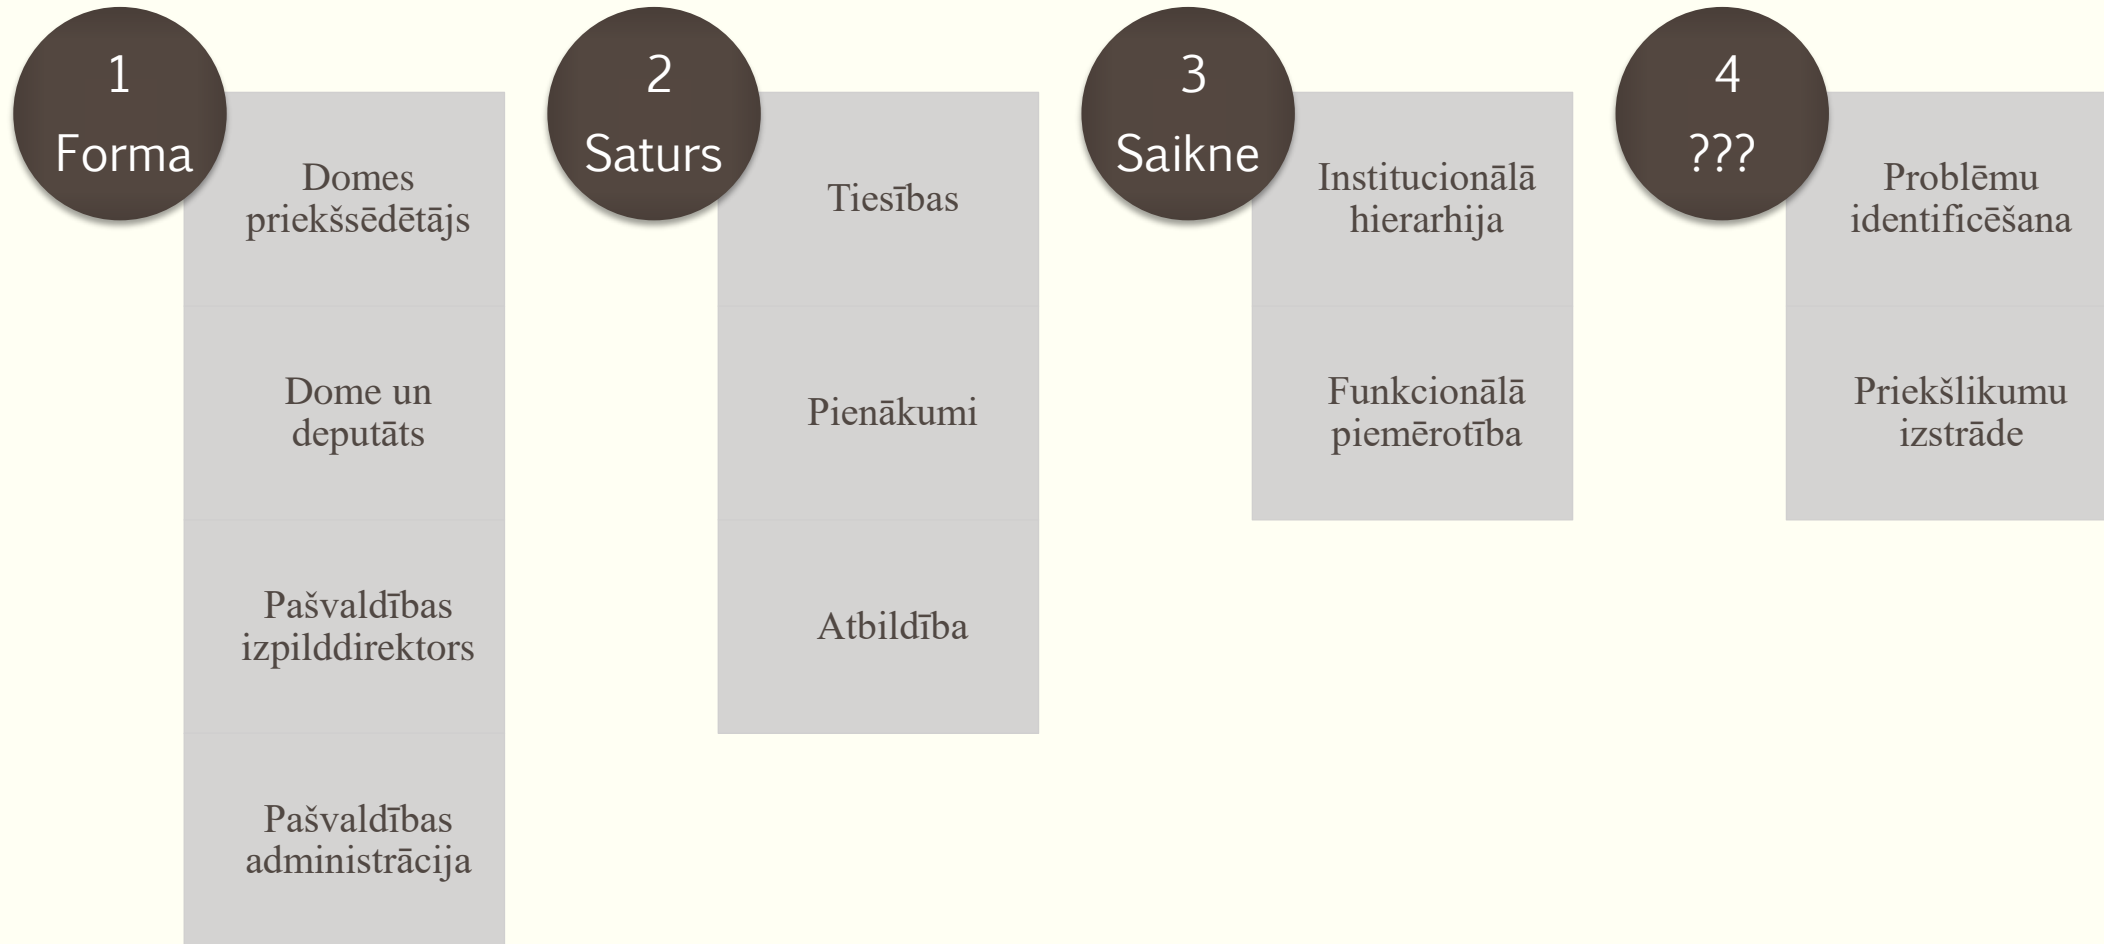 1
Forma
Domes
priekšsēdētājs
Dome un
deputāts
Pašvaldības
izpilddirektors
Pašvaldības
administrācija
2
Saturs
Tiesības
Pienākumi
Atbildība
3
Saikne
Institucionālā
hierarhija
Funkcionālā
piemērotība
4
???
Problēmu
identificēšana
Priekšlikumu
izstrāde